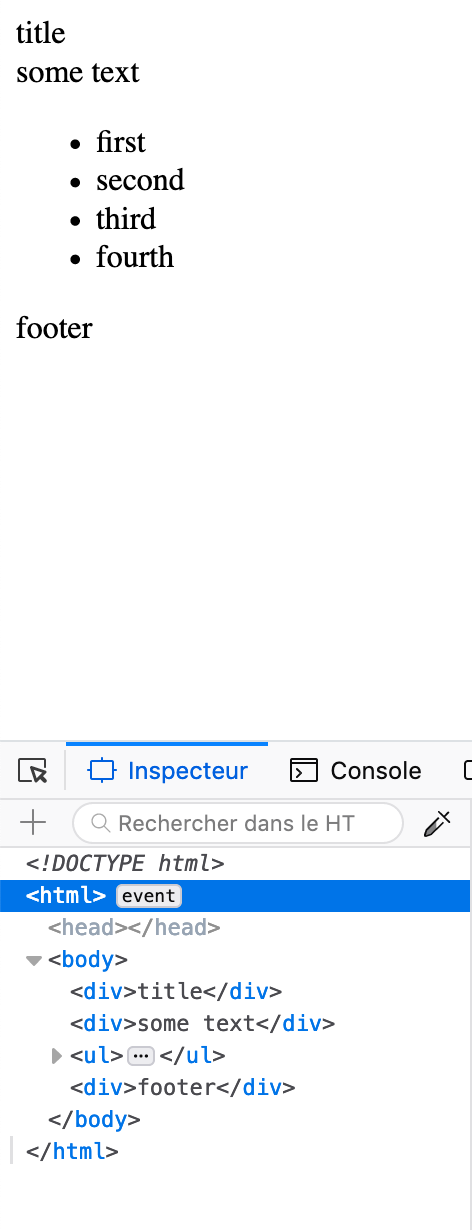 title
some text
• first
• second
• third
• fourth
footer
Inspecteur Console
Rechercher dans le HT
<!DOCTYPE html>
<html> event
<head></head>
<body>
<div>title</div>
<div>some text</div>
<ul>…</ul>
<div>footer</div>
</body>
</html>